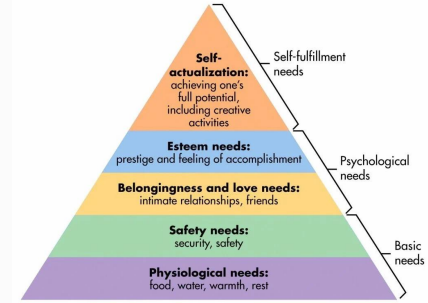 Self-
actualization:
achieving one's
full potential,
including creative
activities
Self-fulfillment
needs
Esteem needs:
prestige and feeling of accomplishment
Psychological
needs
Belongingness and love needs:
intimate relationships, friends
Safety needs:
security, safety
Basic
needs
Physiological needs:
food, water, warmth, rest